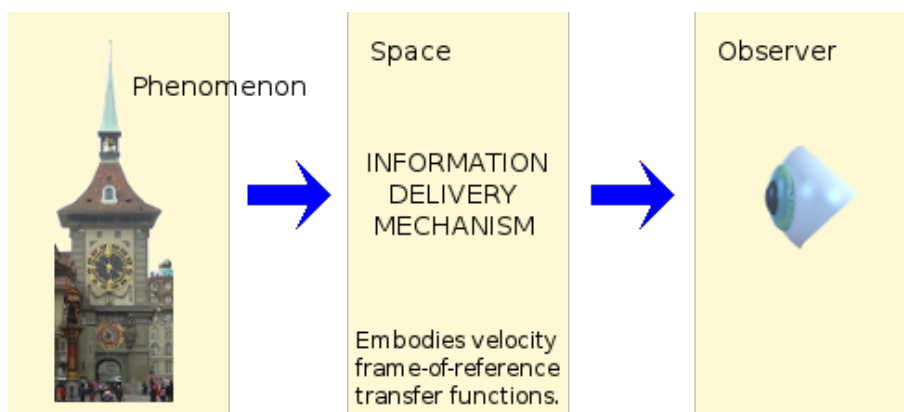 Phenomenon
Space
INFORMATION
DELIVERY
MECHANISM
Embodies velocity
frame-of-reference
transfer functions.
Observer